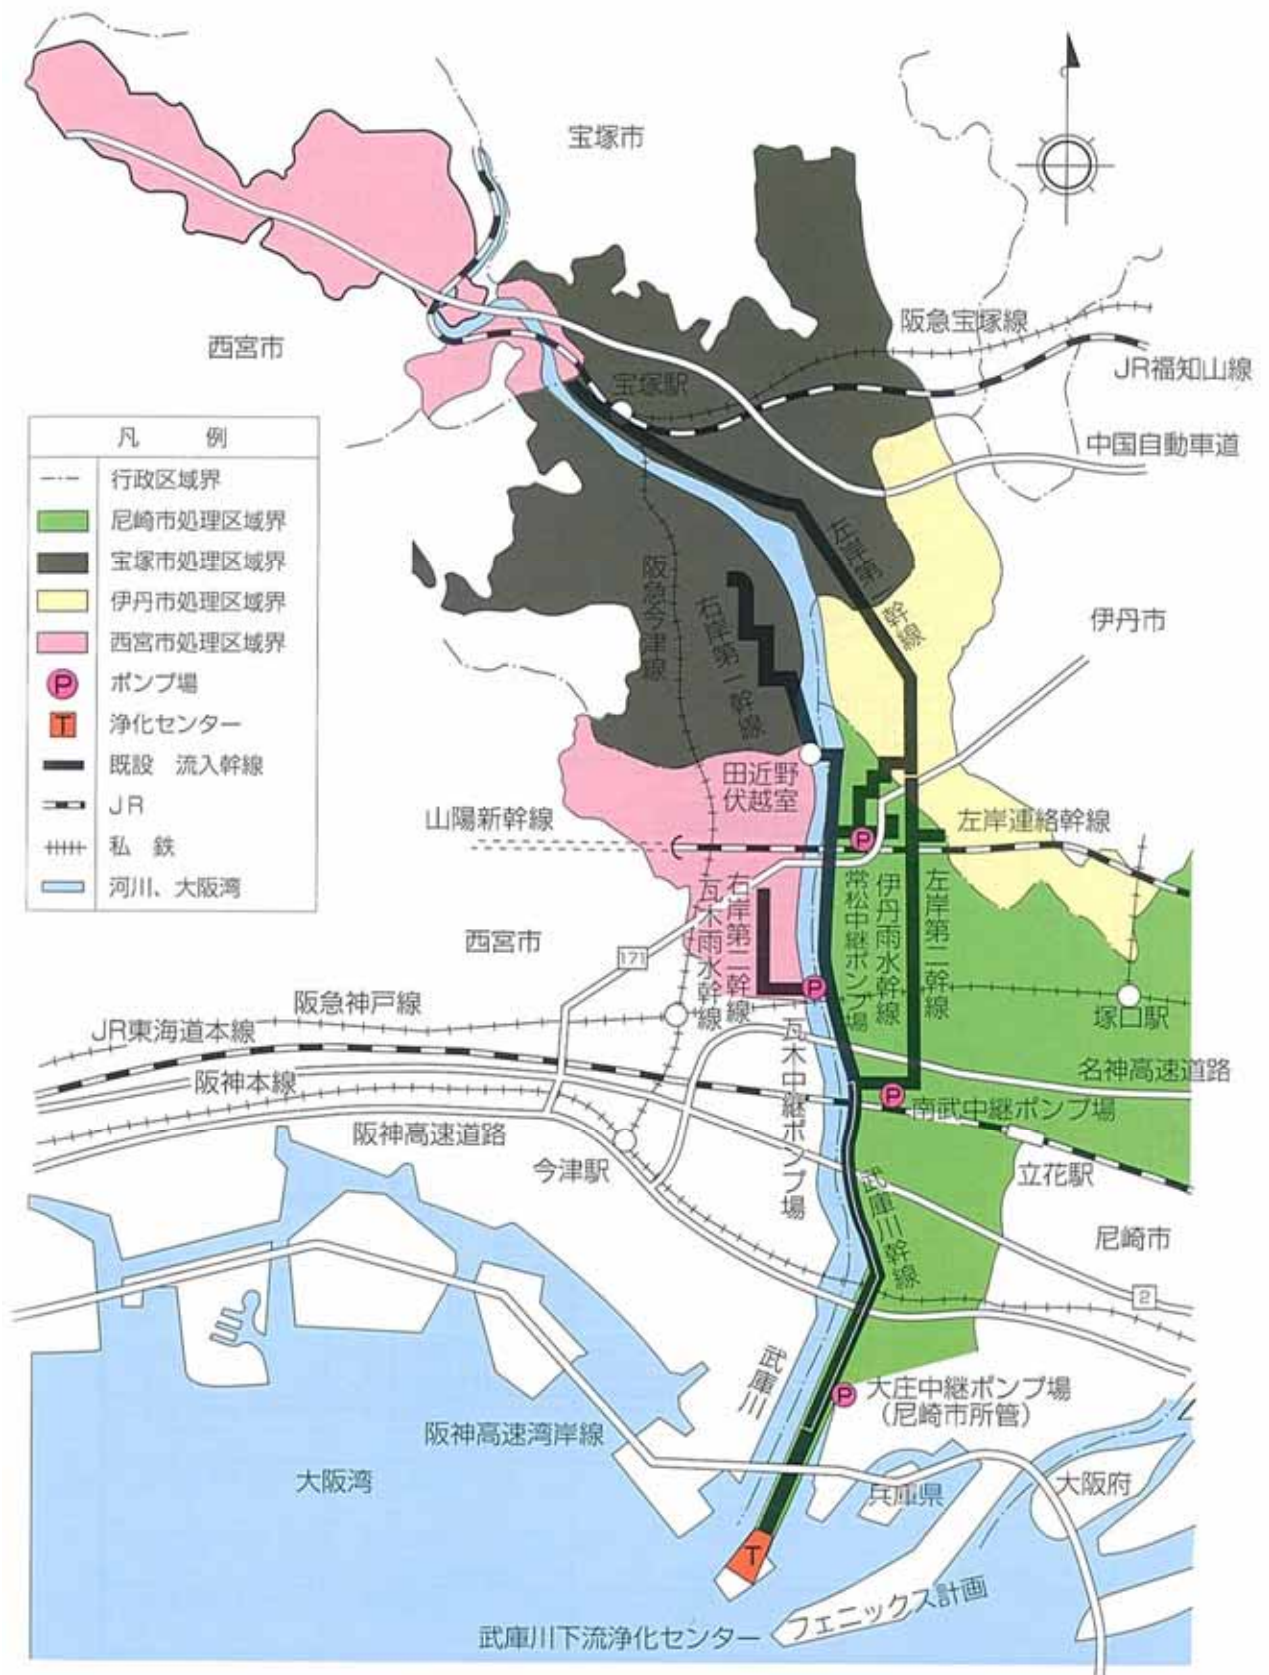 宝塚市
阪急宝塚線
西宮市
宝塚駅
JR福知山線
中国自動車道
凡 例
行政区域界
尼崎市処理区域界
宝塚市処理区域界
伊丹市処理区域界
西宮市処理区域界
P ポンプ場
T 浄化センター
既設 流入幹線
JR
私 鉄
河川、大阪湾
左岸第一幹線
阪急今津線
右岸第一幹線
伊丹市
田近野
伏越室
山陽新幹線
左岸連絡幹線
P
瓦木雨水幹線
右岸第二幹線
常松中継ポンプ場
伊丹雨水幹線
左岸第二幹線
西宮市
171
P
阪急神戸線
塚口駅
JR東海道本線
瓦木中継ポンプ場
名神高速道路
阪神本線
P
南武中継ポンプ場
阪神高速道路
今津駅
立花駅
武庫川幹線
尼崎市
2
武庫川
P
大庄中継ポンプ場
(尼崎市所管)
阪神高速湾岸線
大阪湾
兵庫県
大阪府
T
フェニックス計画
武庫川下流浄化センター